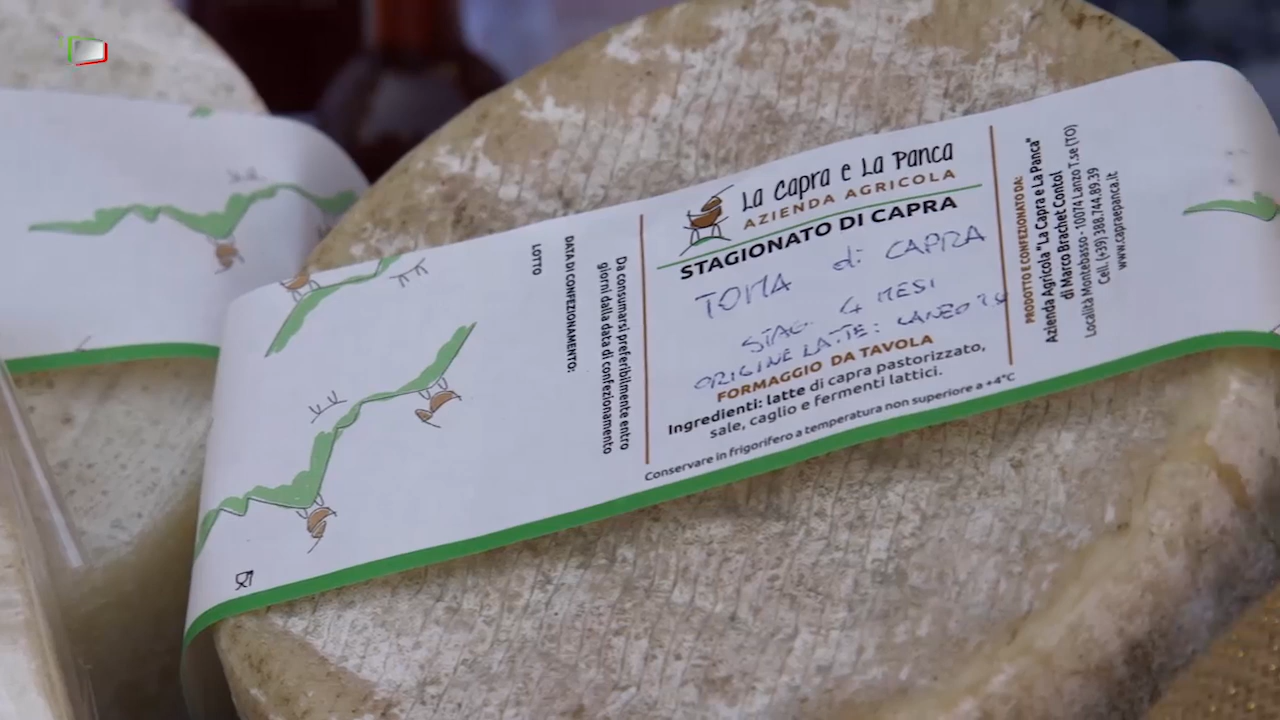 La Capra e La Panca
AZIENDA AGRICOLA
STAGIONATO DI CAPRA
TOMA di CAPRA
STAG. 4 MESI
ORIGINE LATTE: LANZO T.SE
FORMAGGIO DA TAVOLA
Ingredienti: latte di capra pastorizzato,
sale, caglio e fermenti lattici.
Conservare in frigorifero a temperatura non superiore a +4°C
LOTTO
DATA DI CONFEZIONAMENTO:
Da consumarsi preferibilmente entro
giorni dalla data di confezionamento
PRODOTTO E CONFEZIONATO DA:
Azienda Agricola "La Capra e La Panca"
di Marco Brachet Contol
Località Montebasso - 10074 Lanzo T.se (TO)
Cell. (+39) 388.744.89.39
www.capraepanca.it